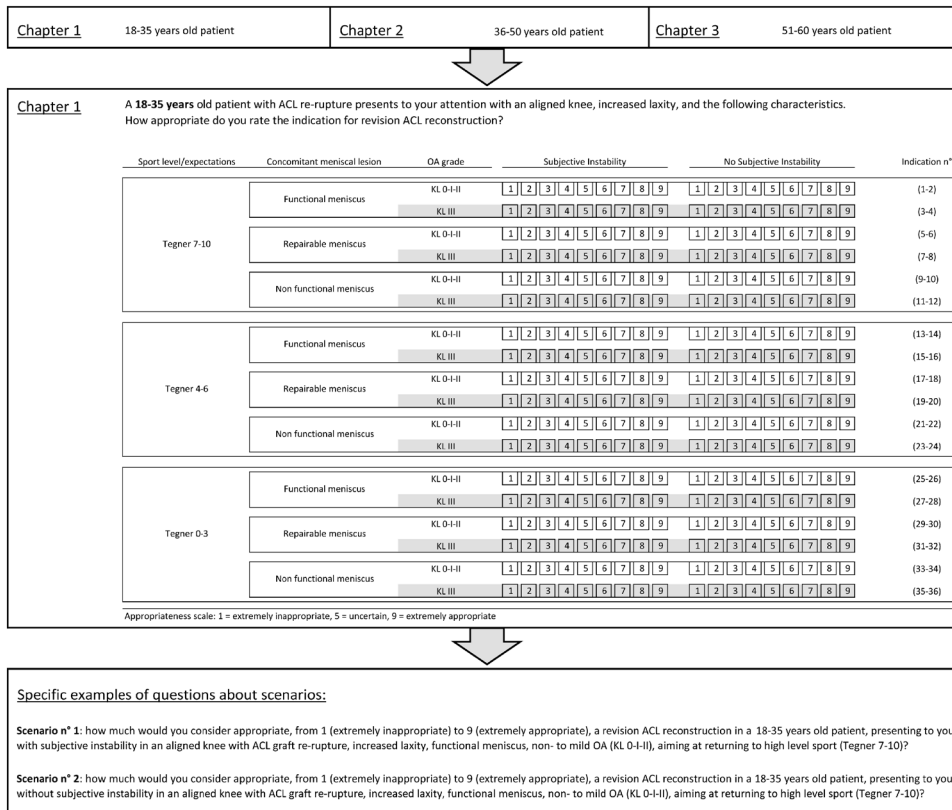 Chapter 1 18-35 years old patient Chapter 2 36-50 years old patient Chapter 3 51-60 years old patient
Chapter 1 A 18-35 years old patient with ACL re-rupture presents to your attention with an aligned knee, increased laxity, and the following characteristics.
How appropriate do you rate the indication for revision ACL reconstruction?
Sport level/expectations Concomitant meniscal lesion OA grade Subjective Instability No Subjective Instability Indication n°
KL 0-I-II 1 2 3 4 5 6 7 8 9 1 2 3 4 5 6 7 8 9 (1-2)
Functional meniscus
KL III 1 2 3 4 5 6 7 8 9 1 2 3 4 5 6 7 8 9 (3-4)
KL 0-I-II 1 2 3 4 5 6 7 8 9 1 2 3 4 5 6 7 8 9 (5-6)
Tegner 7-10 Repairable meniscus
KL III 1 2 3 4 5 6 7 8 9 1 2 3 4 5 6 7 8 9 (7-8)
KL 0-I-II 1 2 3 4 5 6 7 8 9 1 2 3 4 5 6 7 8 9 (9-10)
Non functional meniscus
KL III 1 2 3 4 5 6 7 8 9 1 2 3 4 5 6 7 8 9 (11-12)
KL 0-I-II 1 2 3 4 5 6 7 8 9 1 2 3 4 5 6 7 8 9 (13-14)
Functional meniscus
KL III 1 2 3 4 5 6 7 8 9 1 2 3 4 5 6 7 8 9 (15-16)
KL 0-I-II 1 2 3 4 5 6 7 8 9 1 2 3 4 5 6 7 8 9 (17-18)
Tegner 4-6 Repairable meniscus
KL III 1 2 3 4 5 6 7 8 9 1 2 3 4 5 6 7 8 9 (19-20)
KL 0-I-II 1 2 3 4 5 6 7 8 9 1 2 3 4 5 6 7 8 9 (21-22)
Non functional meniscus
KL III 1 2 3 4 5 6 7 8 9 1 2 3 4 5 6 7 8 9 (23-24)
KL 0-I-II 1 2 3 4 5 6 7 8 9 1 2 3 4 5 6 7 8 9 (25-26)
Functional meniscus
KL III 1 2 3 4 5 6 7 8 9 1 2 3 4 5 6 7 8 9 (27-28)
KL 0-I-II 1 2 3 4 5 6 7 8 9 1 2 3 4 5 6 7 8 9 (29-30)
Tegner 0-3 Repairable meniscus
KL III 1 2 3 4 5 6 7 8 9 1 2 3 4 5 6 7 8 9 (31-32)
KL 0-I-II 1 2 3 4 5 6 7 8 9 1 2 3 4 5 6 7 8 9 (33-34)
Non functional meniscus
KL III 1 2 3 4 5 6 7 8 9 1 2 3 4 5 6 7 8 9 (35-36)
Appropriateness scale: 1 = extremely inappropriate, 5 = uncertain, 9 = extremely appropriate
Specific examples of questions about scenarios:
Scenario n° 1: how much would you consider appropriate, from 1 (extremely inappropriate) to 9 (extremely appropriate), a revision ACL reconstruction in a 18-35 years old patient, presenting to you
with subjective instability in an aligned knee with ACL graft re-rupture, increased laxity, functional meniscus, non- to mild OA (KL 0-I-II), aiming at returning to high level sport (Tegner 7-10)?
Scenario n° 2: how much would you consider appropriate, from 1 (extremely inappropriate) to 9 (extremely appropriate), a revision ACL reconstruction in a 18-35 years old patient, presenting to you
without subjective instability in an aligned knee with ACL graft re-rupture, increased laxity, functional meniscus, non- to mild OA (KL 0-I-II), aiming at returning to high level sport (Tegner 7-10)?